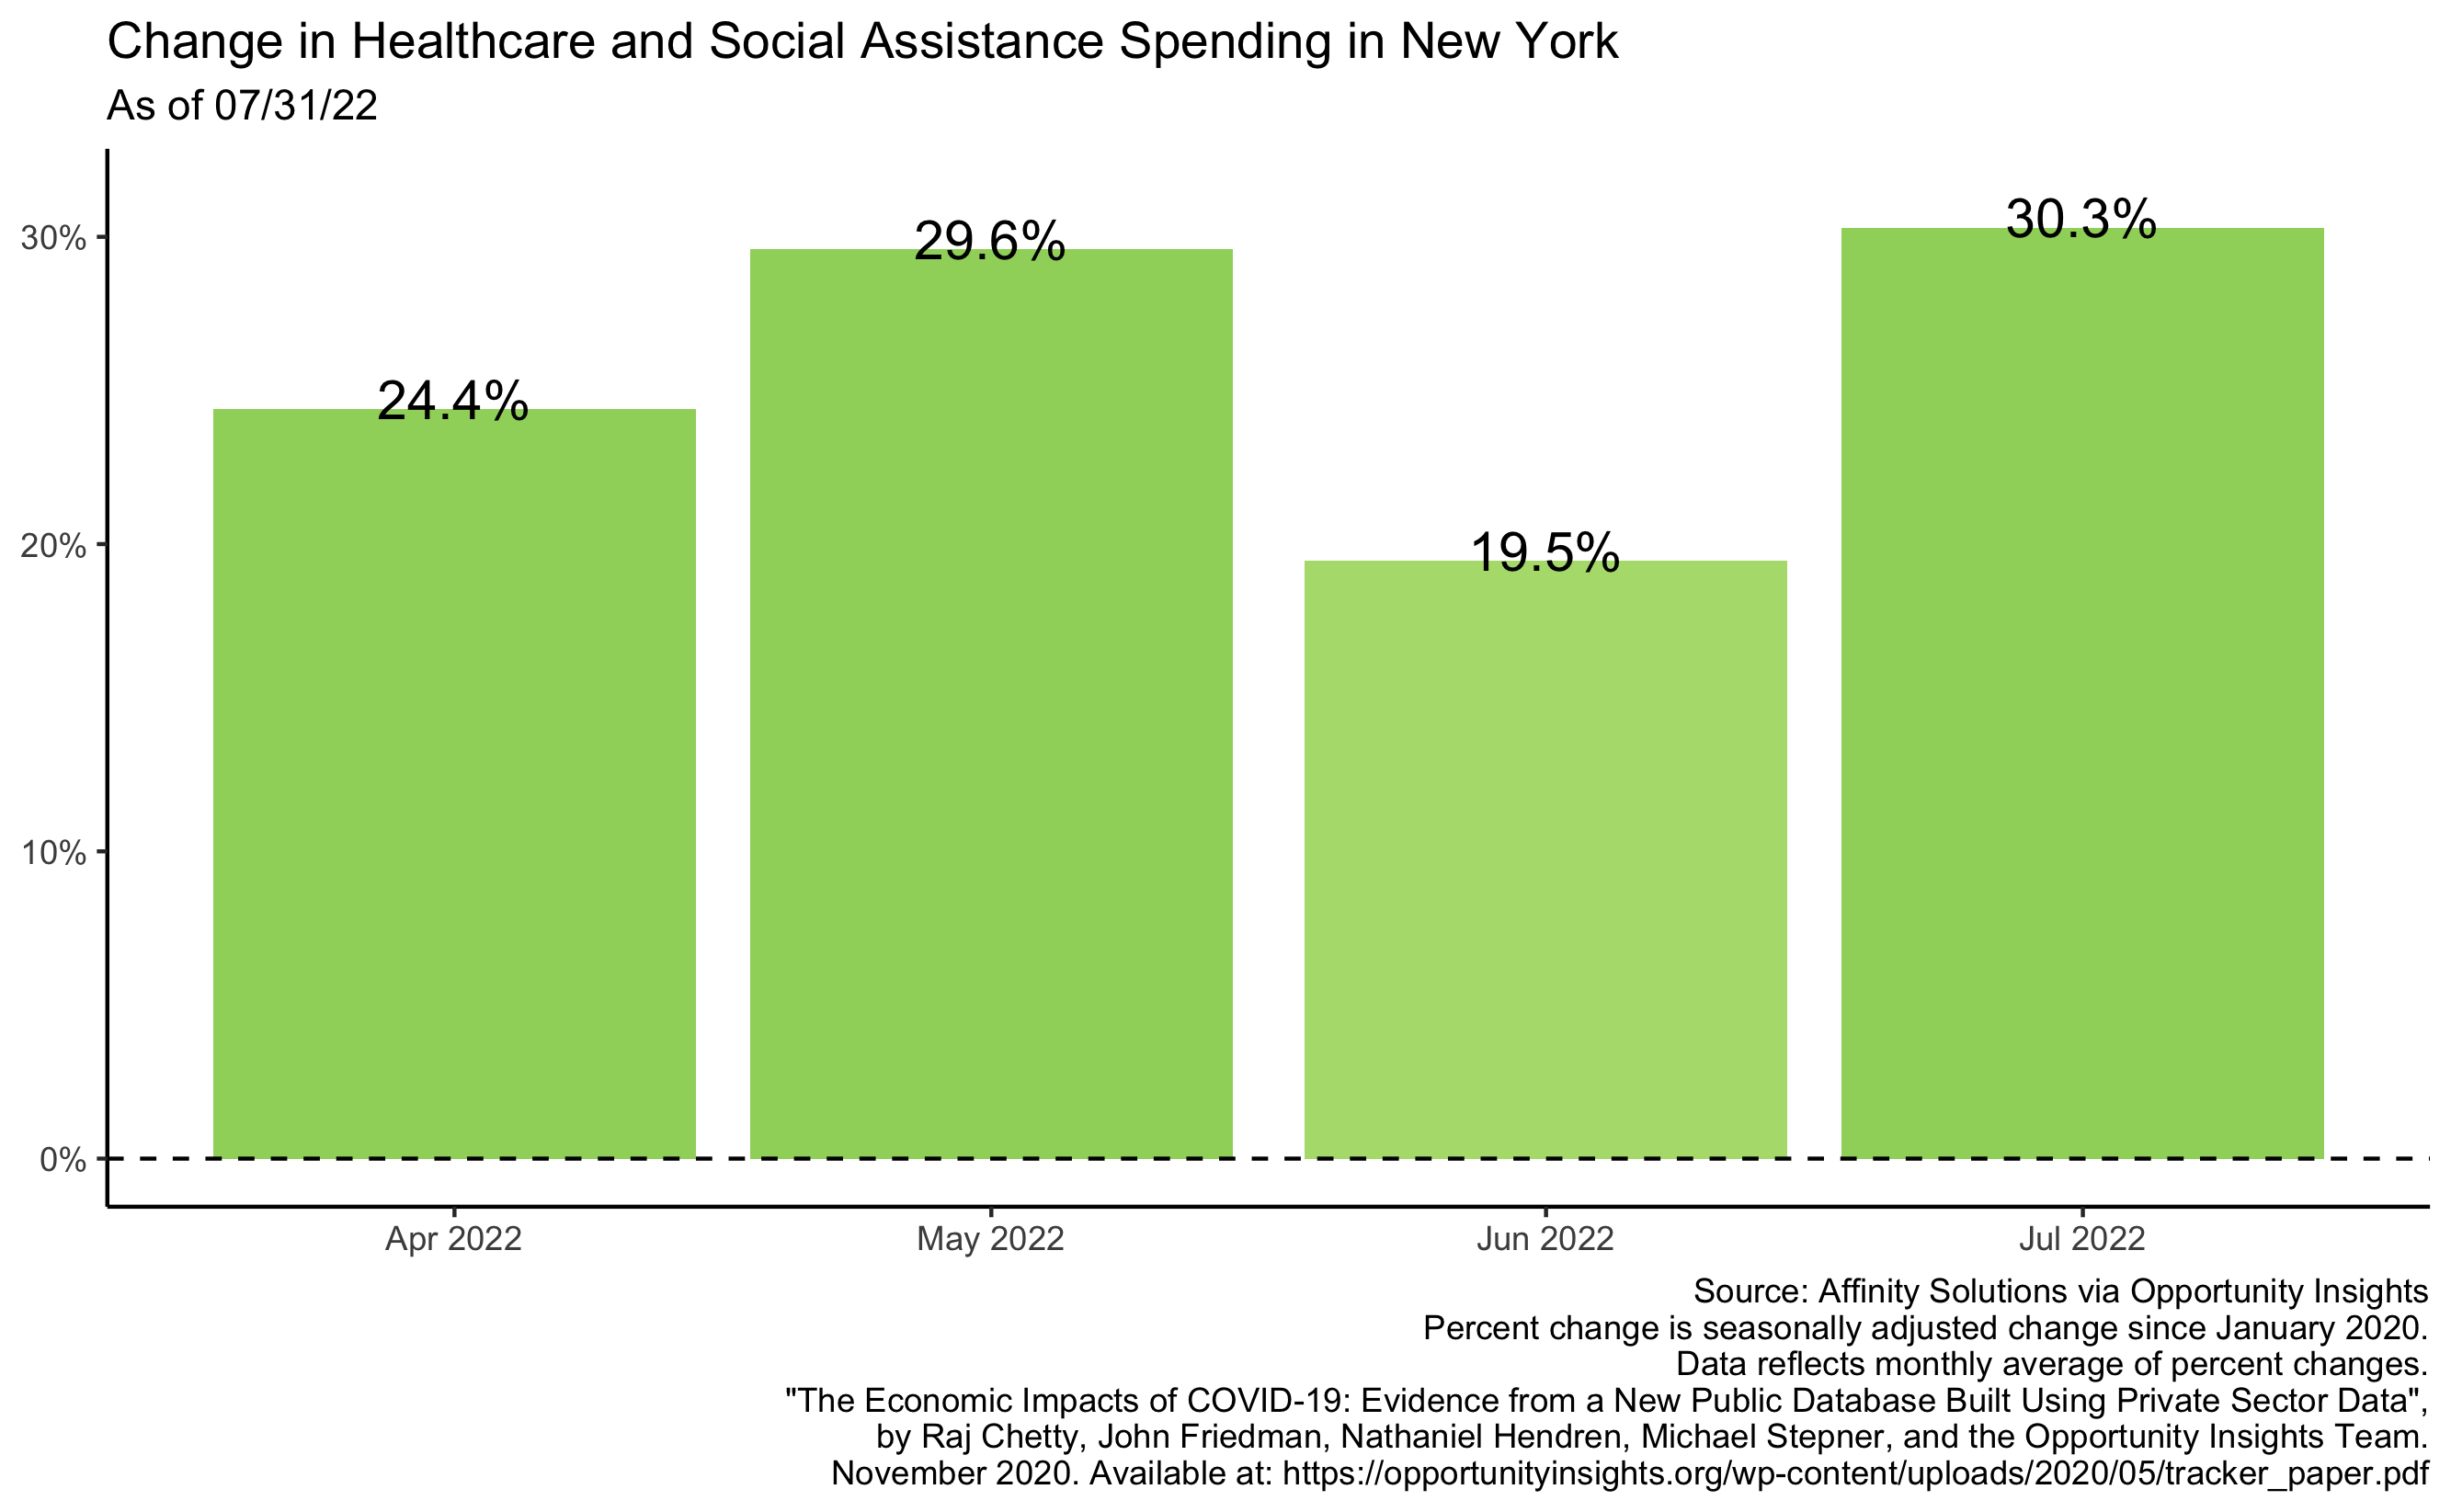 Change in Healthcare and Social Assistance Spending in New York
As of 07/31/22
30%
20%
10%
0%
24.4%
29.6%
19.5%
30.3%
Apr 2022
May 2022
Jun 2022
Jul 2022
Source: Affinity Solutions via Opportunity Insights
Percent change is seasonally adjusted change since January 2020.
Data reflects monthly average of percent changes.
"The Economic Impacts of COVID-19: Evidence from a New Public Database Built Using Private Sector Data",
by Raj Chetty, John Friedman, Nathaniel Hendren, Michael Stepner, and the Opportunity Insights Team.
November 2020. Available at: https://opportunityinsights.org/wp-content/uploads/2020/05/tracker_paper.pdf